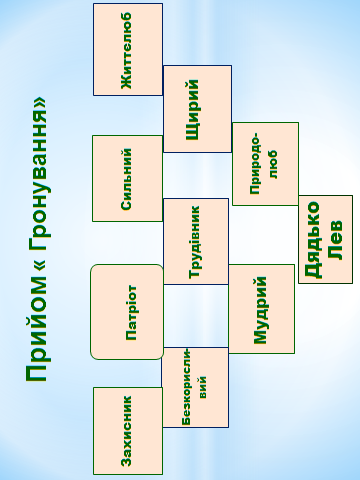 Прийом « Гронування»
Захисник
Патріот
Сильний
Життєлюб
Безкорисли-
вий
Трудівник
Щирий
Мудрий
Природо-
люб
Дядько
Лев